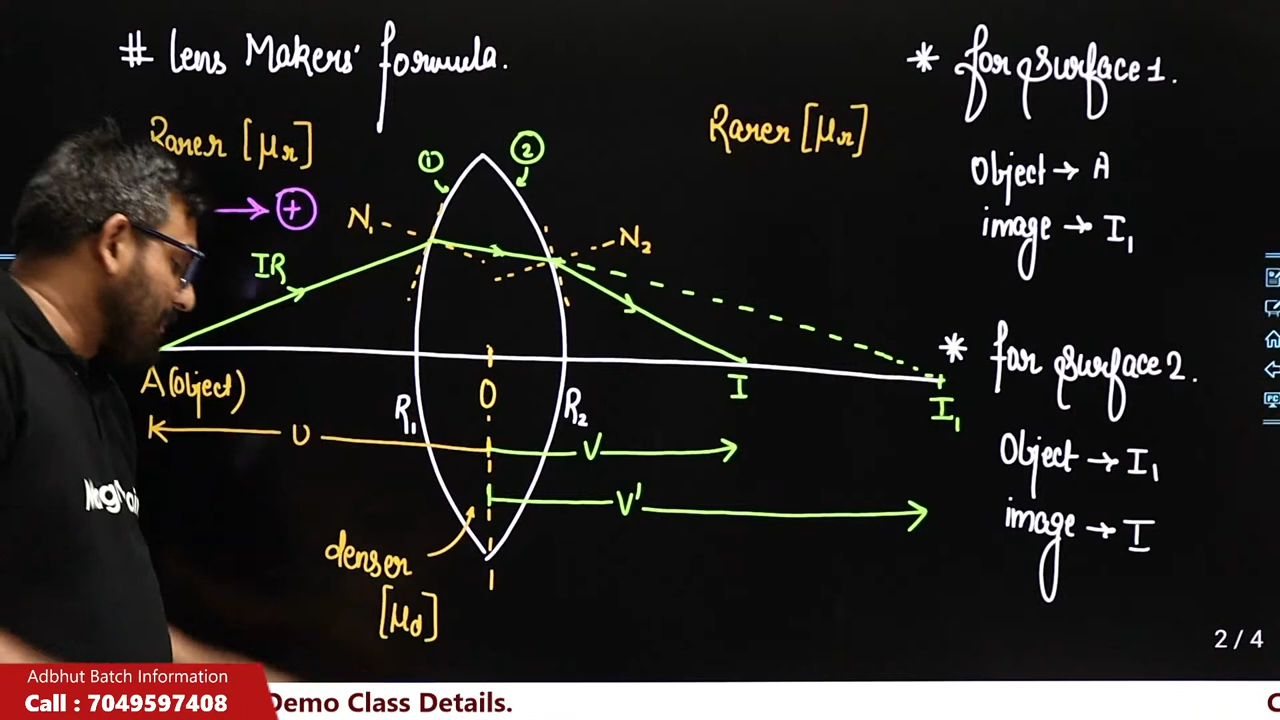 # Lens Makers' formula.
* for surface 1.
Rarer [μr]
Rarer [μr]
① ②
Object → A
→ ⊕
image → I₁
N₁
N₂
IR
* for surface 2.
A (Object)
O
I
I₁
R₁
R₂
U
V
Object → I₁
V'
image → I
denser
[μd]
2 / 4
Adbhut Batch Information
Call : 7049597408
Demo Class Details.
C